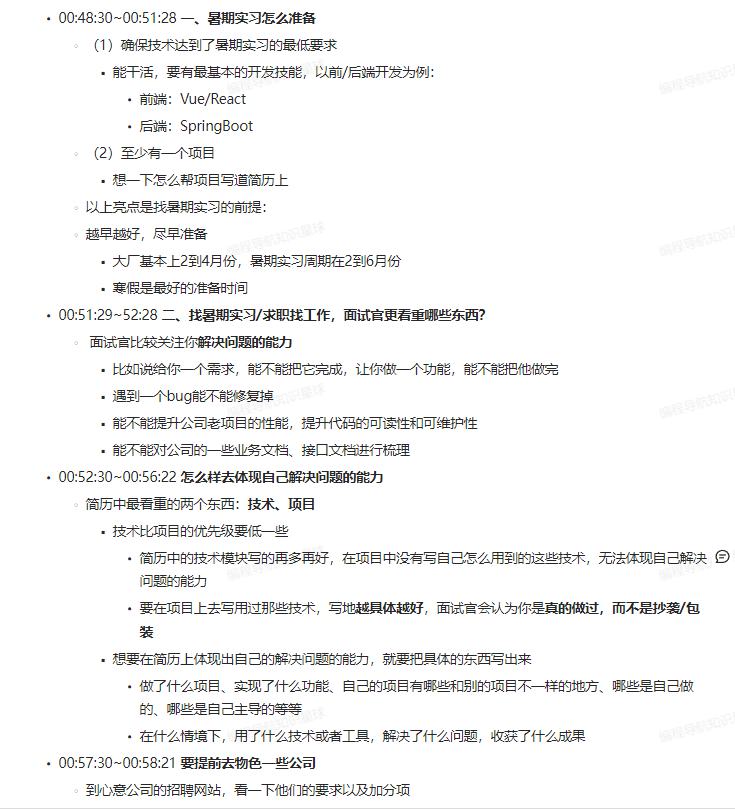 00:48:30~00:51:28 一、暑期实习怎么准备
（1）确保技术达到了暑期实习的最低要求
能干活，要有最基本的开发技能，以前/后端开发为例：
前端：Vue/React
后端：SpringBoot
（2）至少有一个项目
想一下怎么帮项目写道简历上
以上亮点是找暑期实习的前提：
越早越好，尽早准备
大厂基本上2到4月份，暑期实习周期在2到6月份
寒假是最好的准备时间
00:51:29~52:28 二、找暑期实习/求职找工作，面试官更看重哪些东西？
面试官比较关注你解决问题的能力
比如说给你一个需求，能不能把它完成，让你做一个功能，能不能把他做完
遇到一个bug能不能修复掉
能不能提升公司老项目的性能，提升代码的可读性和可维护性
能不能对公司的一些业务文档、接口文档进行梳理
00:52:30~00:56:22 怎么样去体现自己解决问题的能力
简历中最看重的两个东西：技术、项目
技术比项目的优先级要低一些
简历中的技术模块写的再多再好，在项目中没有写自己怎么用到的这些技术，无法体现自己解决
问题的能力
要在项目上去写用过那些技术，写地越具体越好，面试官会认为你是真的做过，而不是抄袭/包
装
想要在简历上体现出自己的解决问题的能力，就要把具体的东西写出来
做了什么项目、实现了什么功能、自己的项目有哪些和别的项目不一样的地方、哪些是自己做
的、哪些是自己主导的等等
在什么情境下，用了什么技术或者工具，解决了什么问题，收获了什么成果
00:57:30~00:58:21 要提前去物色一些公司
到心意公司的招聘网站，看一下他们的要求以及加分项
编程导航知识星球